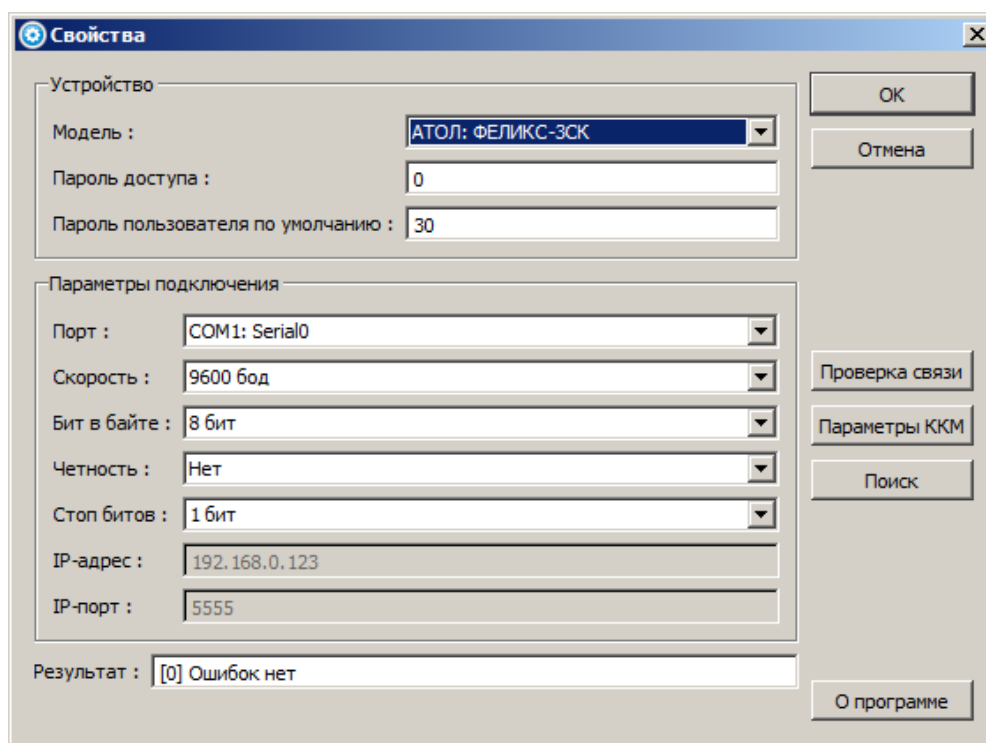 Свойства
Устройство
Модель : АТОЛ: ФЕЛИКС-3СК
Пароль доступа : 0
Пароль пользователя по умолчанию : 30
Параметры подключения
Порт : COM1: Serial0
Скорость : 9600 бод
Бит в байте : 8 бит
Четность : Нет
Стоп битов : 1 бит
IP-адрес : 192.168.0.123
IP-порт : 5555
Результат : [0] Ошибок нет
OK
Отмена
Проверка связи
Параметры ККМ
Поиск
О программе